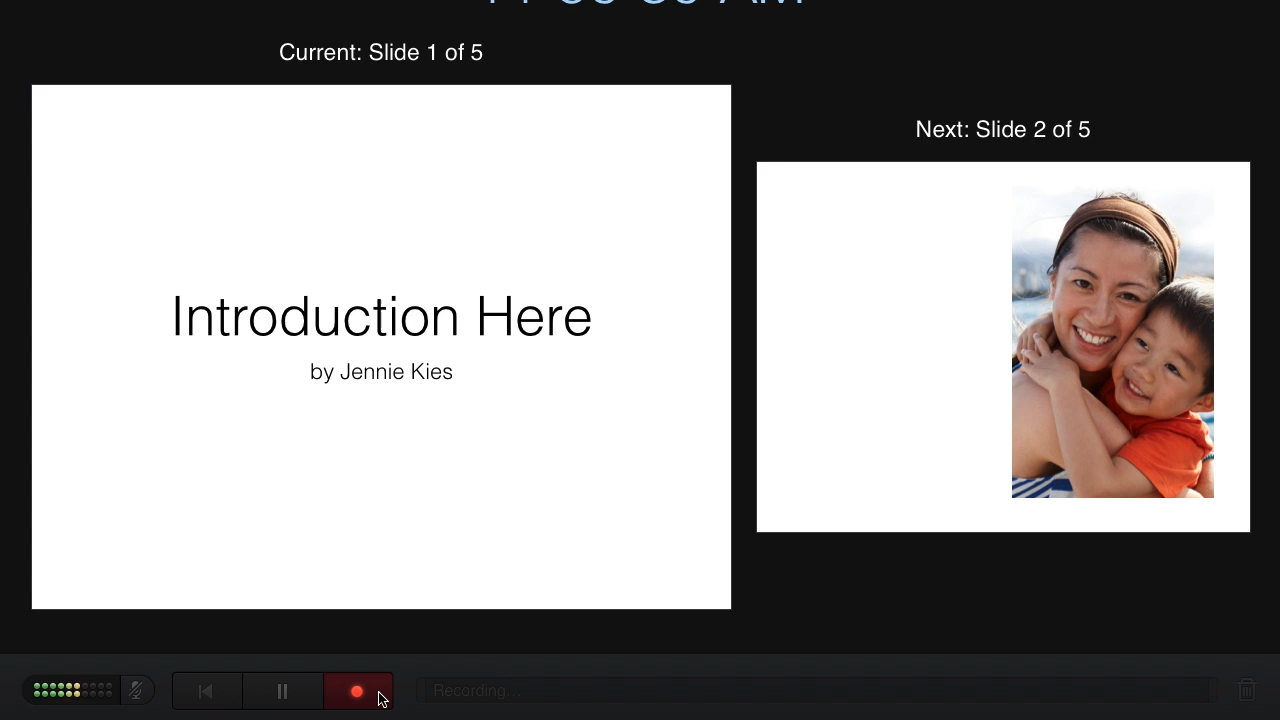 Current: Slide 1 of 5
Next: Slide 2 of 5
Introduction Here
by Jennie Kies
Recording...